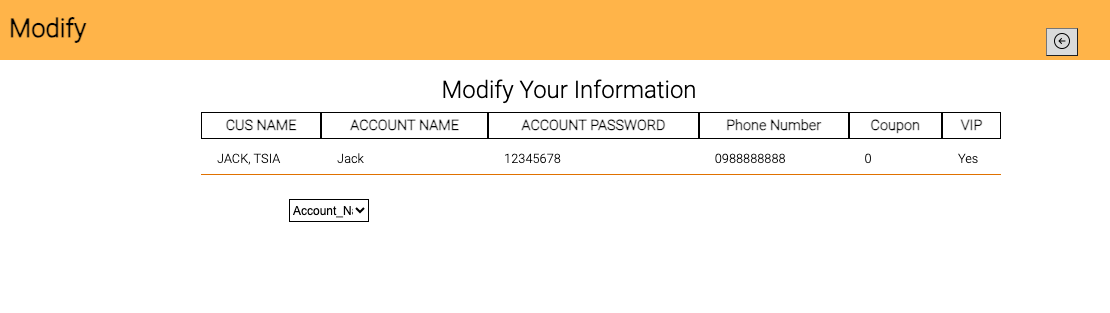 Modify
Modify Your Information
CUS NAME ACCOUNT NAME ACCOUNT PASSWORD Phone Number Coupon VIP
JACK, TSIA Jack 12345678 0988888888 0 Yes
Account_Na